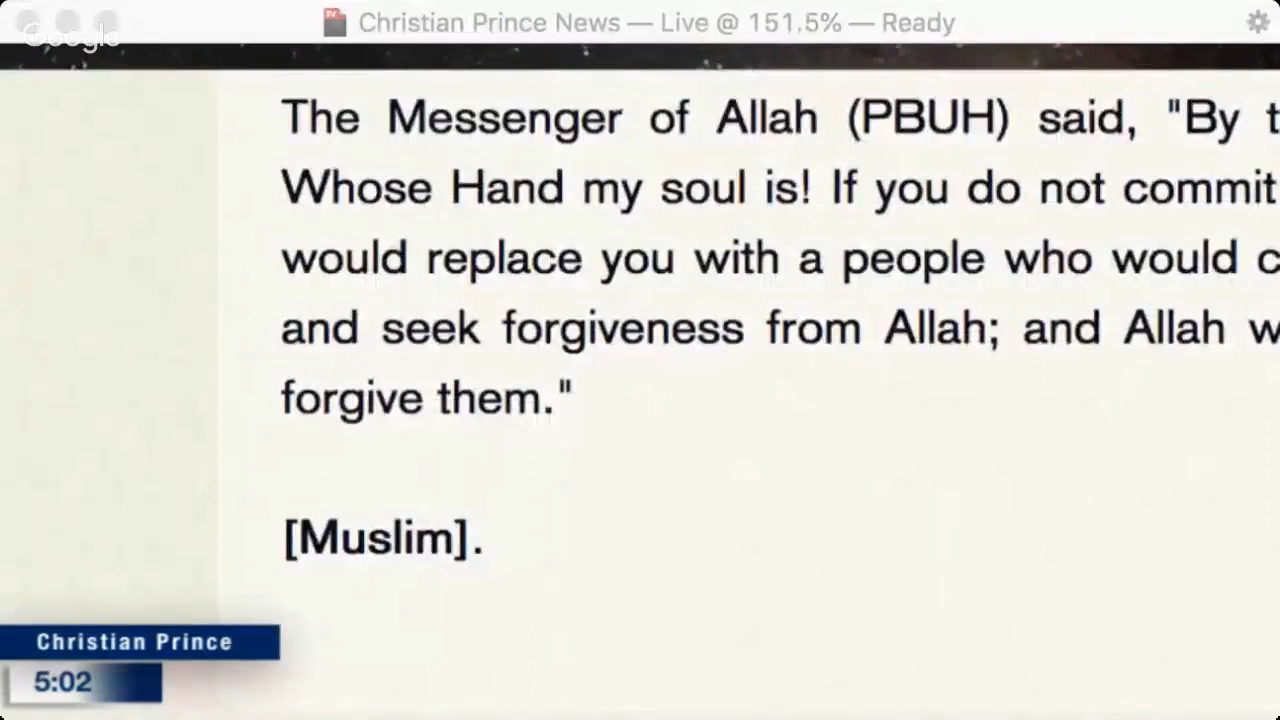 Christian Prince News — Live @ 151.5% — Ready
Google
The Messenger of Allah (PBUH) said, "By
Whose Hand my soul is! If you do not commit
would replace you with a people who would
and seek forgiveness from Allah; and Allah
forgive them."
[Muslim].
Christian Prince
5:02